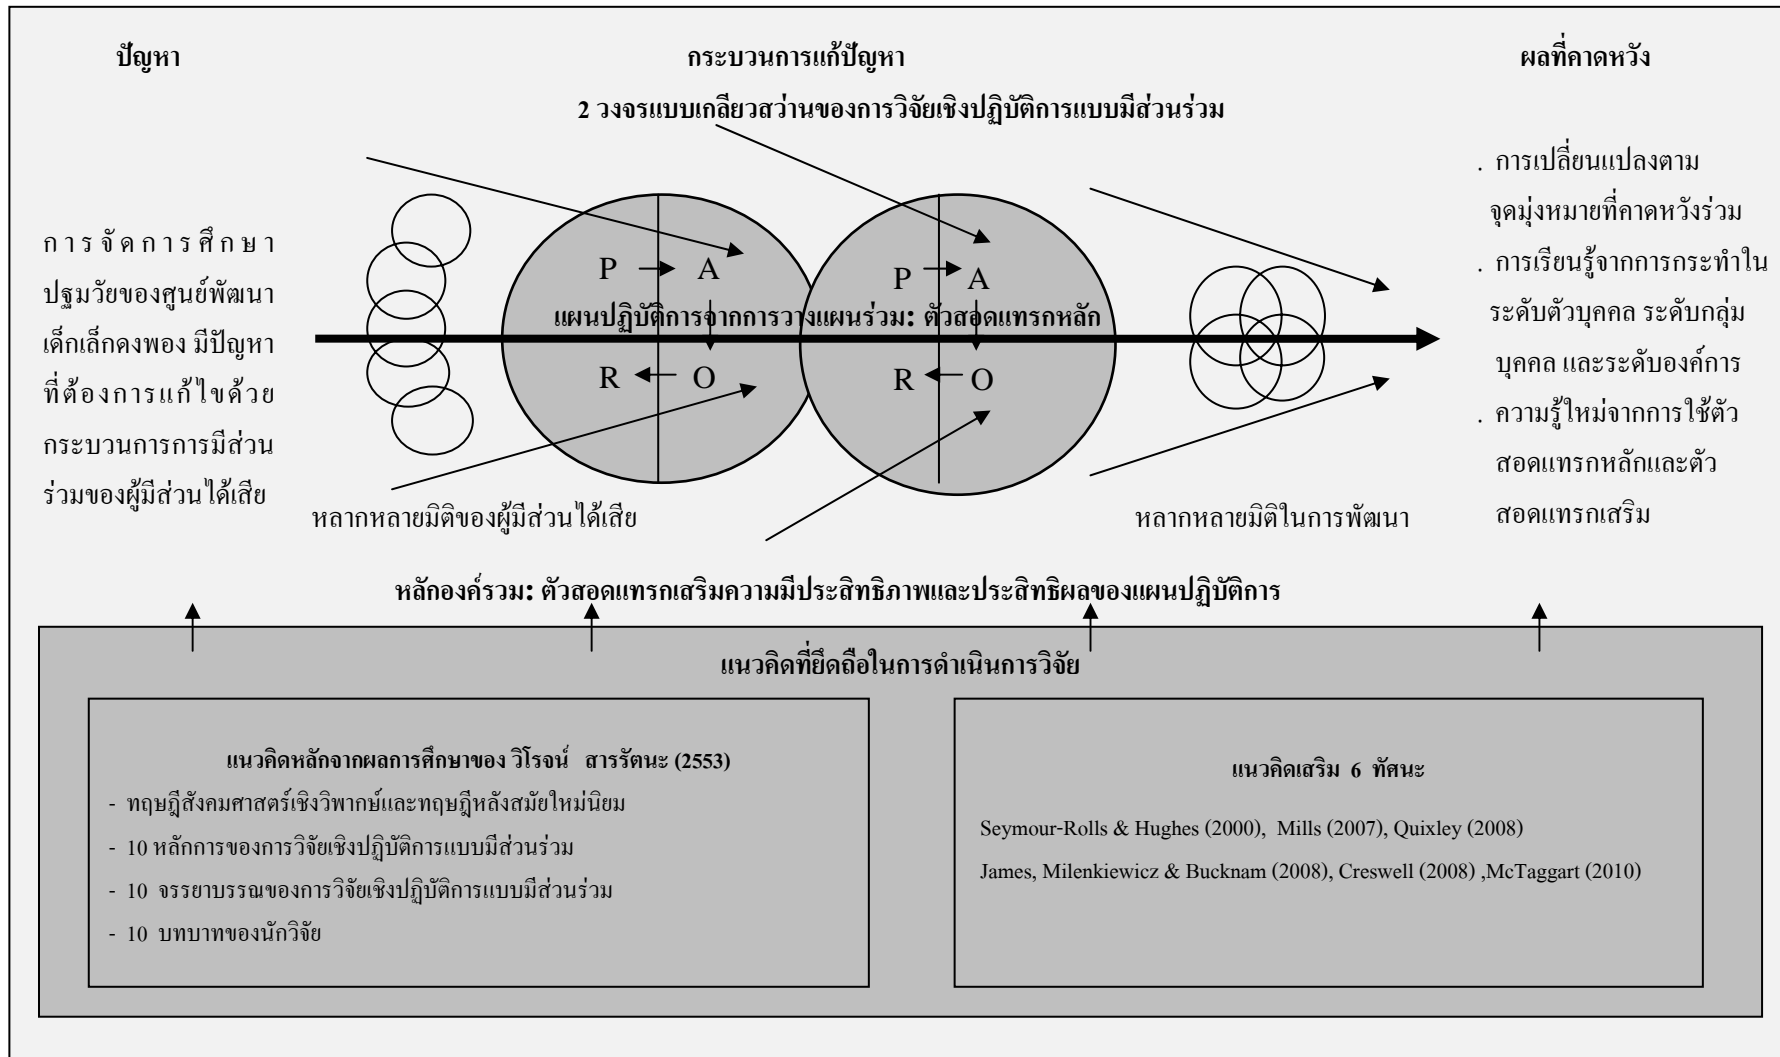 ปัญหา
กระบวนการแก้ปัญหา
ผลที่คาดหวัง
2 วงจรแบบเกลียวสว่านของการวิจัยเชิงปฏิบัติการแบบมีส่วนร่วม
การจัดการศึกษา
ปฐมวัยของศูนย์พัฒนา
เด็กเล็กดงพอง มีปัญหา
ที่ต้องการแก้ไขด้วย
กระบวนการการมีส่วน
ร่วมของผู้มีส่วนได้เสีย
P A
แผนปฏิบัติการจากการวางแผนร่วม: ตัวสอดแทรกหลัก
R O
P A
R O
. การเปลี่ยนแปลงตาม
จุดมุ่งหมายที่คาดหวังร่วม
. การเรียนรู้จากการกระทำใน
ระดับตัวบุคคล ระดับกลุ่ม
บุคคล และระดับองค์การ
. ความรู้ใหม่จากการใช้ตัว
สอดแทรกหลักและตัว
สอดแทรกเสริม
หลากหลายมิติของผู้มีส่วนได้เสีย
หลากหลายมิติในการพัฒนา
หลักองค์รวม: ตัวสอดแทรกเสริมความมีประสิทธิภาพและประสิทธิผลของแผนปฏิบัติการ
แนวคิดที่ยึดถือในการดำเนินการวิจัย
แนวคิดหลักจากผลการศึกษาของ วิโรจน์ สารรัตนะ (2553)
- ทฤษฎีสังคมศาสตร์เชิงวิพากษ์และทฤษฎีหลังสมัยใหม่นิยม
- 10 หลักการของการวิจัยเชิงปฏิบัติการแบบมีส่วนร่วม
- 10 จรรยาบรรณของการวิจัยเชิงปฏิบัติการแบบมีส่วนร่วม
- 10 บทบาทของนักวิจัย
แนวคิดเสริม 6 ทัศนะ
Seymour-Rolls & Hughes (2000), Mills (2007), Quixley (2008)
James, Milenkiewicz & Bucknam (2008), Creswell (2008) ,McTaggart (2010)